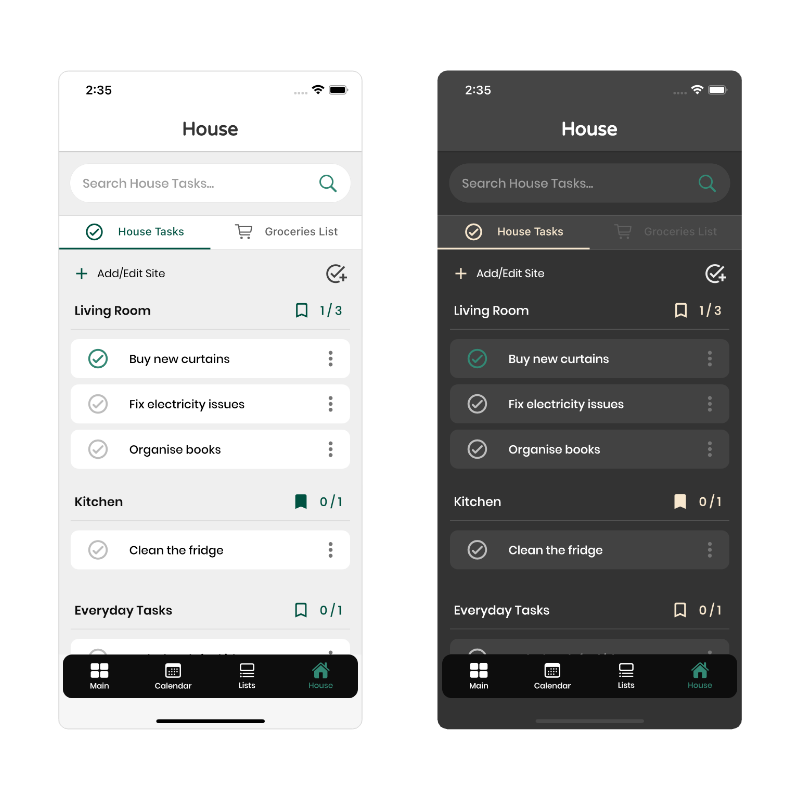 2:35
House
Search House Tasks...
House Tasks
Groceries List
Add/Edit Site
Living Room
1 / 3
Buy new curtains
Fix electricity issues
Organise books
Kitchen
0 / 1
Clean the fridge
Everyday Tasks
0 / 1
Main
Calendar
Lists
House
2:35
House
Search House Tasks...
House Tasks
Groceries List
Add/Edit Site
Living Room
1 / 3
Buy new curtains
Fix electricity issues
Organise books
Kitchen
0 / 1
Clean the fridge
Everyday Tasks
0 / 1
Main
Calendar
Lists
House